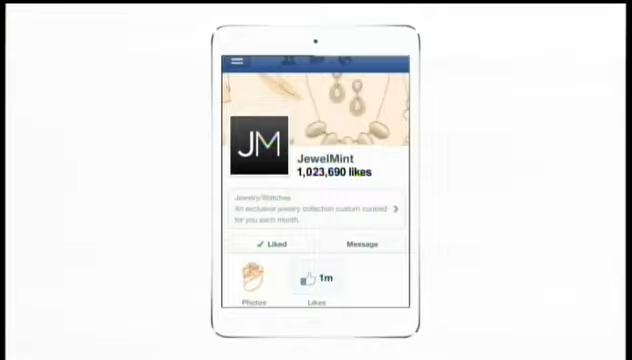 JM
JewelMint
1,023,690 likes
Jewelry/Watches
An exclusive jewelry collection custom curated
for you each month.
Liked
Message
1m
Photos
Likes